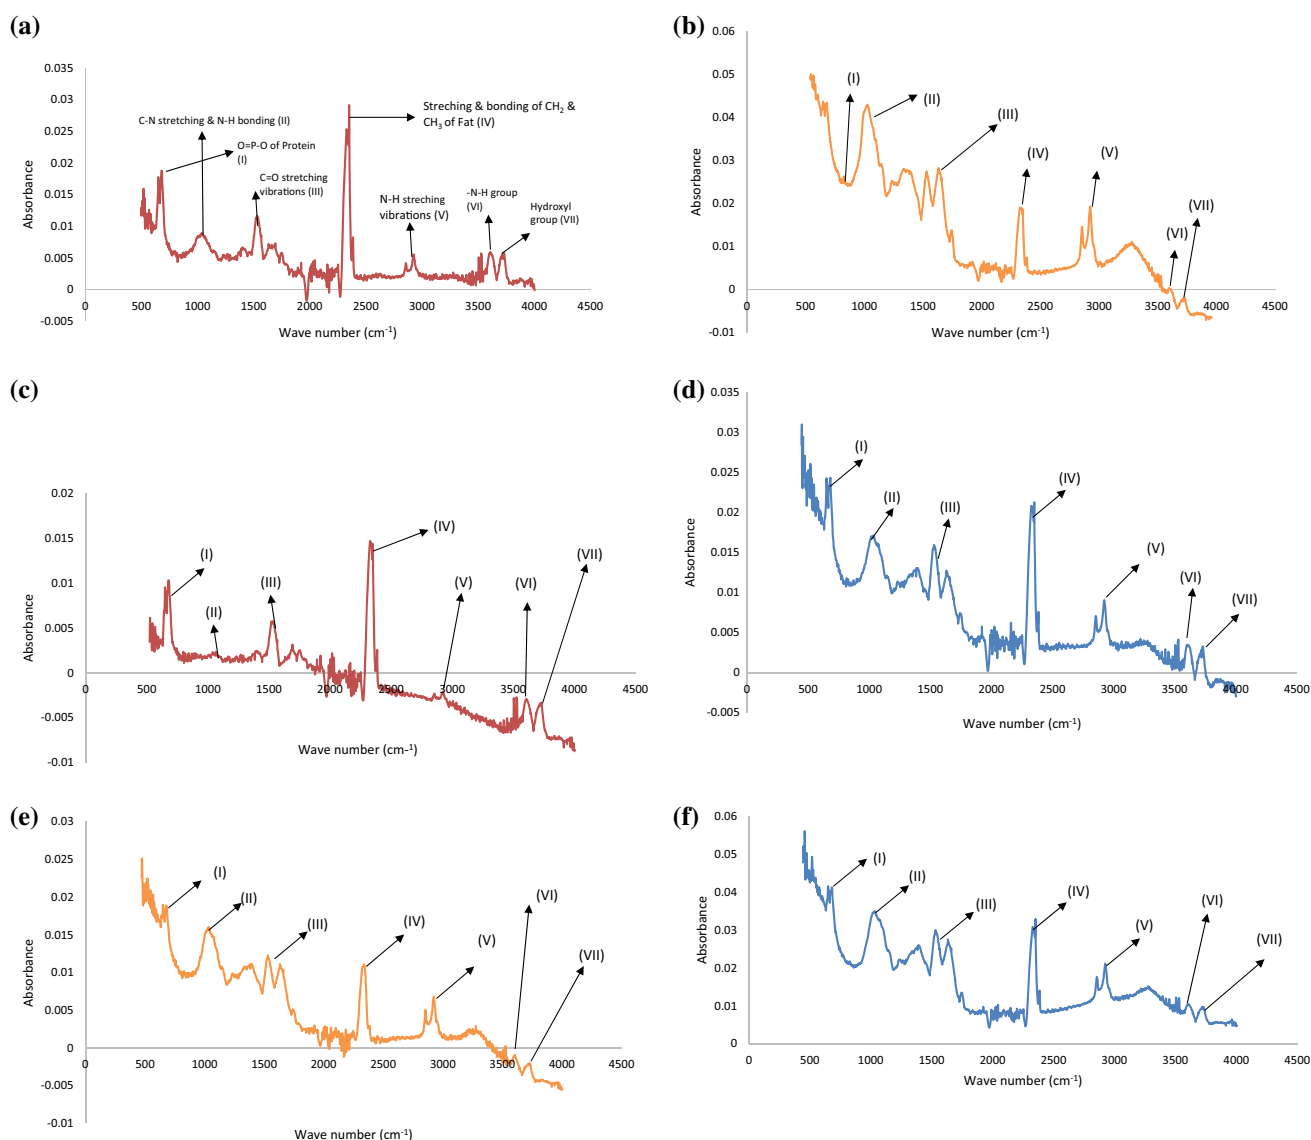 (a)
0.035
0.03
0.025
0.02
0.015
0.01
0.005
0
-0.005
Absorbance
C-N stretching & N-H bonding (II)
O=P-O of Protein
(I)
C=O stretching
vibrations (III)
Streching & bonding of CH2 &
CH3 of Fat (IV)
N-H streching
vibrations (V)
-N-H group
(VI)
Hydroxyl
group (VII)
500 1000 1500 2000 2500 3000 3500 4000 4500
Wave number (cm-1)
(b)
0.06
0.05
0.04
0.03
0.02
0.01
0
-0.01
Absorbance
(I)
(II)
(III)
(IV)
(V)
(VI)
(VII)
500 1000 1500 2000 2500 3000 3500 4000 4500
Wave number (cm-1)
(c)
0.02
0.015
0.01
0.005
0
-0.005
-0.01
Absorbance
(I)
(II)
(III)
(IV)
(V)
(VI)
(VII)
0 500 1000 1500 2000 2500 3000 3500 4000 4500
Wave number (cm-1)
(d)
0.035
0.03
0.025
0.02
0.015
0.01
0.005
0
-0.005
Absorbance
(I)
(II)
(III)
(IV)
(V)
(VI)
(VII)
0 500 1000 1500 2000 2500 3000 3500 4000 4500
Wave number (cm-1)
(e)
0.03
0.025
0.02
0.015
0.01
0.005
0
-0.005
-0.01
Absorbance
(I)
(II)
(III)
(IV)
(V)
(VI)
(VII)
0 500 1000 1500 2000 2500 3000 3500 4000 4500
Wave number (cm-1)
(f)
0.06
0.05
0.04
0.03
0.02
0.01
0
Absorbance
(I)
(II)
(III)
(IV)
(V)
(VI)
(VII)
0 500 1000 1500 2000 2500 3000 3500 4000 4500
Wave number (cm-1)